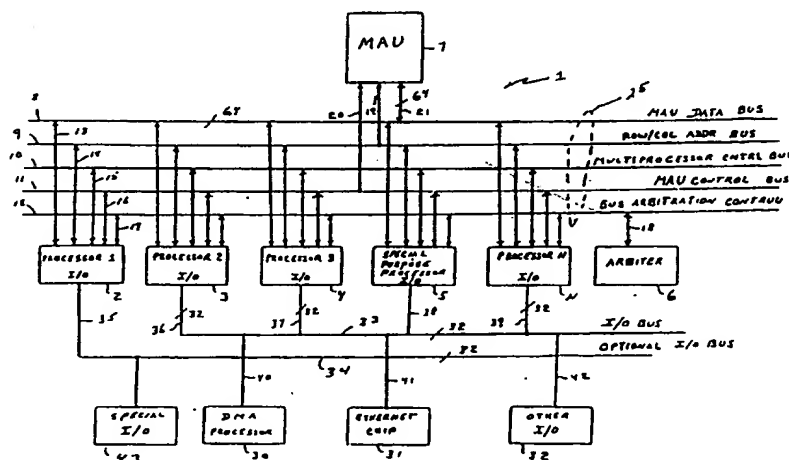 MAU
7
1
25
8
64
20
19
64
21
MAU DATA BUS
9
13
ROW/COL ADDR BUS
10
14
MULTIPROCESSOR CNTRL BUS
15
11
16
MAU CONTROL BUS
12
17
BUS ARBITRATION CONTROL
18
PROCESSOR 1
I/O
2
PROCESSOR 2
I/O
3
PROCESSOR 3
I/O
4
SPECIAL
PURPOSE
PROCESSOR
I/O
5
PROCESSOR N
I/O
N
ARBITER
6
35
32
36
32
37
33
38
32
32
39
I/O BUS
OPTIONAL I/O BUS
34
32
40
41
42
SPECIAL
I/O
43
DMA
PROCESSOR
30
ETHERNET
CHIP
31
OTHER
I/O
32